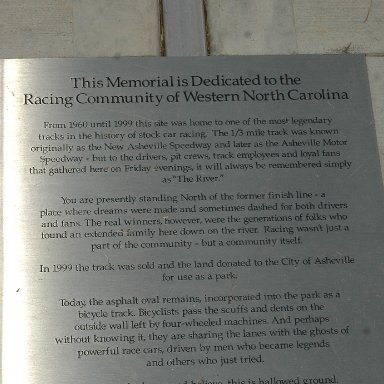 This Memorial is Dedicated to the
Racing Community of Western North Carolina
From 1960 until 1999 this site was home to one of the most legendary
tracks in the history of stock car racing. The 1/3 mile track was known
originally as the New Asheville Speedway and later as the Asheville Motor
Speedway - but to the drivers, pit crews, track employees and loyal fans
that gathered here on Friday evenings, it will always be remembered simply
as "The River."
You are presently standing North of the former finish line - a
place where dreams were made and sometimes dashed for both drivers
and fans. The real winners, however, were the generations of folks who
found an extended family here down on the river. Racing wasn't just a
part of the community - but a community itself.
In 1999 the track was sold and the land donated to the City of Asheville
for use as a park.
Today, the asphalt oval remains, incorporated into the park as a
bicycle track. Bicyclists pass the scuffs and dents on the
outside wall left by four-wheeled machines. And perhaps
without knowing it, they are sharing the lanes with the ghosts of
powerful race cars, driven by men who became legends
and others who just tried.
believe, this is hallowed ground.